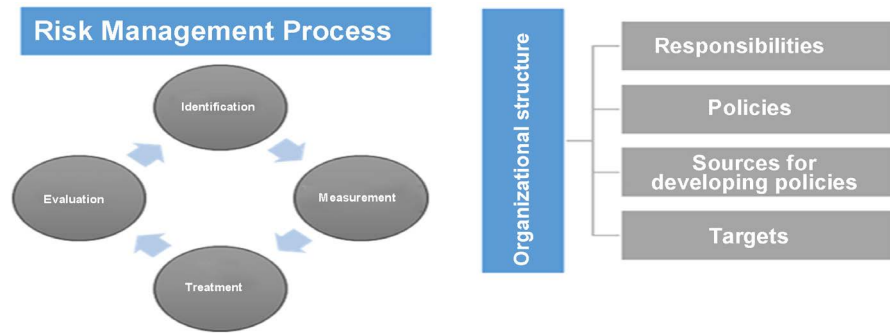 Risk Management Process
Identification
Measurement
Treatment
Evaluation
Organizational structure
Responsibilities
Policies
Sources for
developing policies
Targets